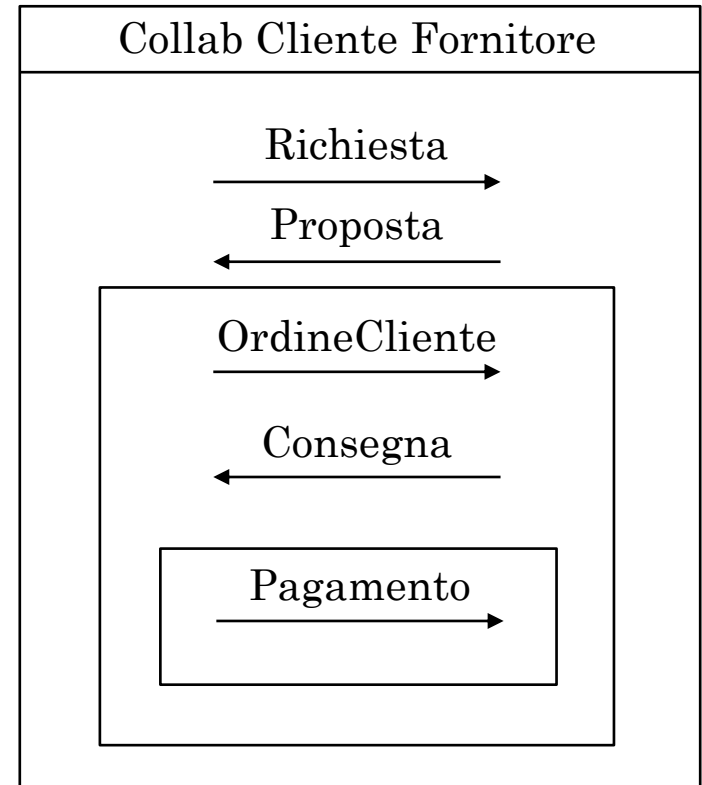 Collab Cliente Fornitore
Richiesta
Proposta
OrdineCliente
Consegna
Pagamento